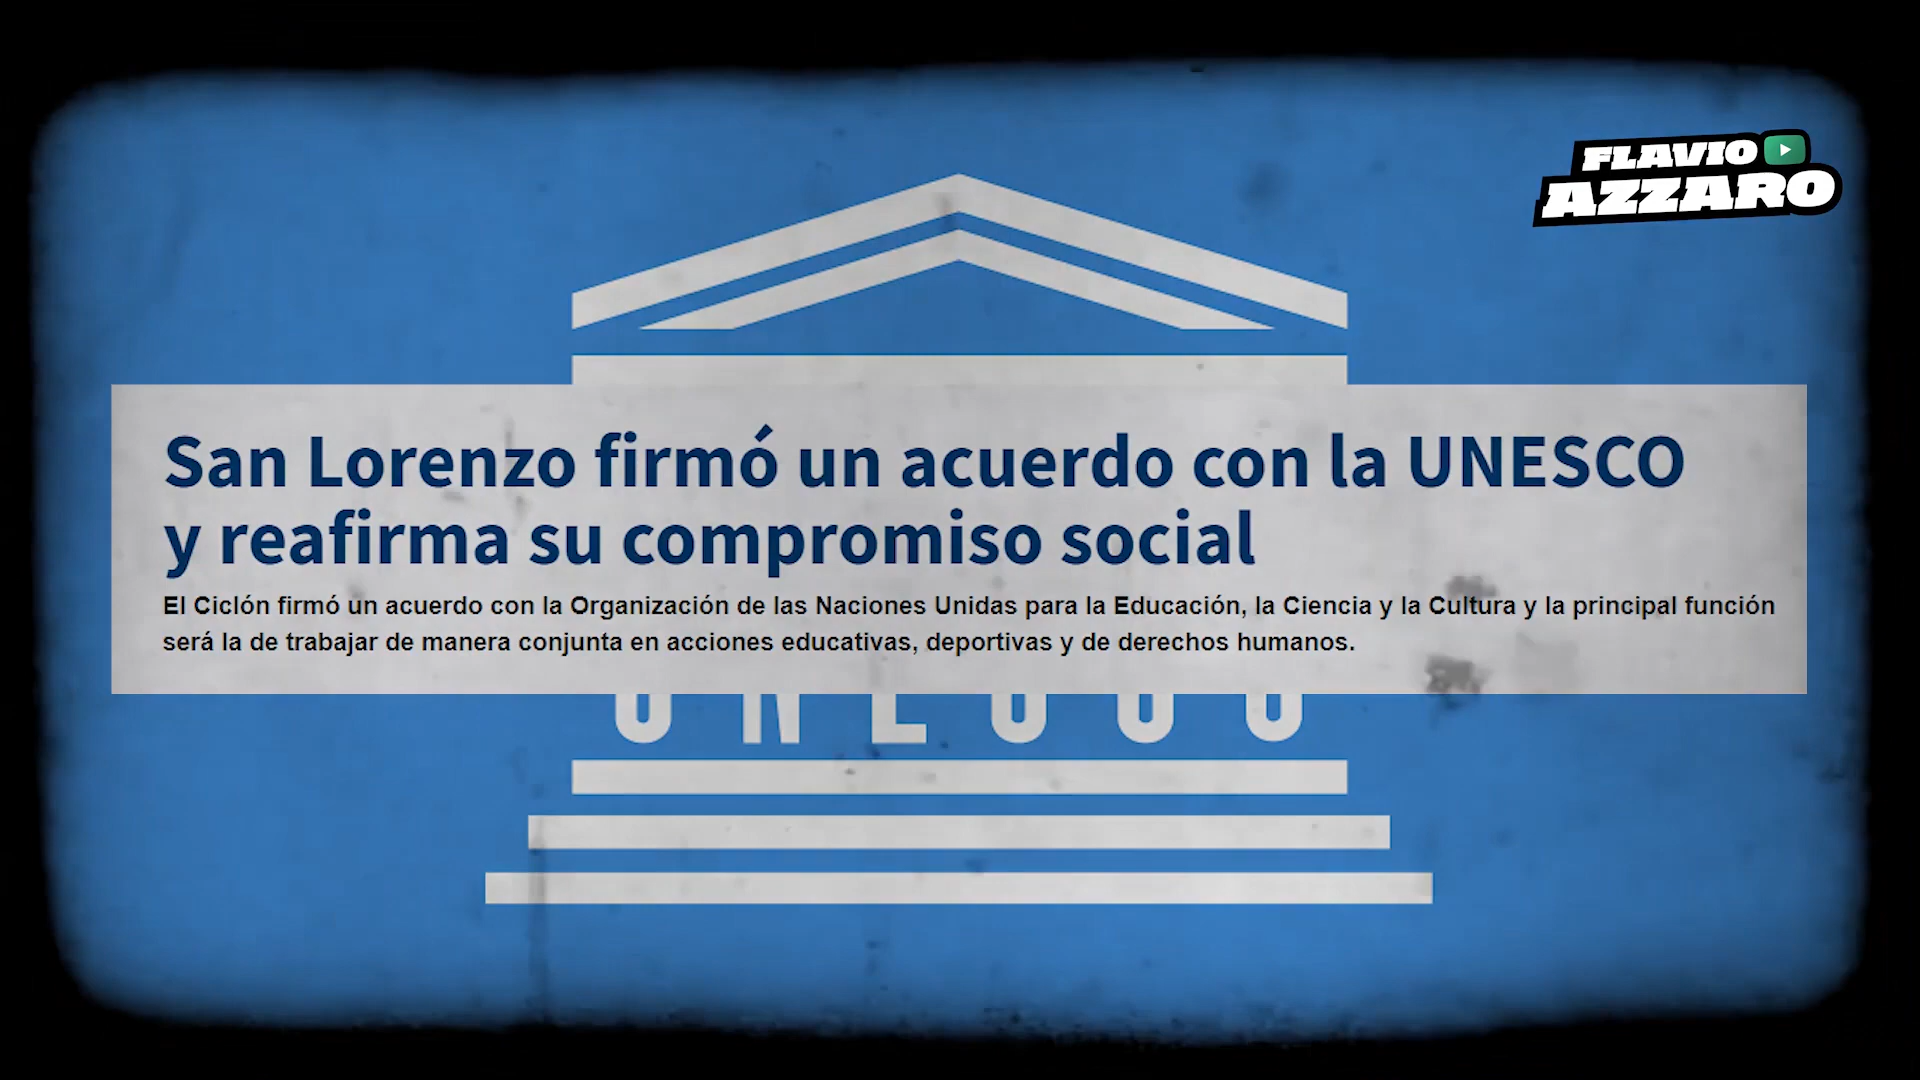 FLAVIO
AZZARO
San Lorenzo firmó un acuerdo con la UNESCO
y reafirma su compromiso social
El Ciclón firmó un acuerdo con la Organización de las Naciones Unidas para la Educación, la Ciencia y la Cultura y la principal función
será la de trabajar de manera conjunta en acciones educativas, deportivas y de derechos humanos.
UNESCO